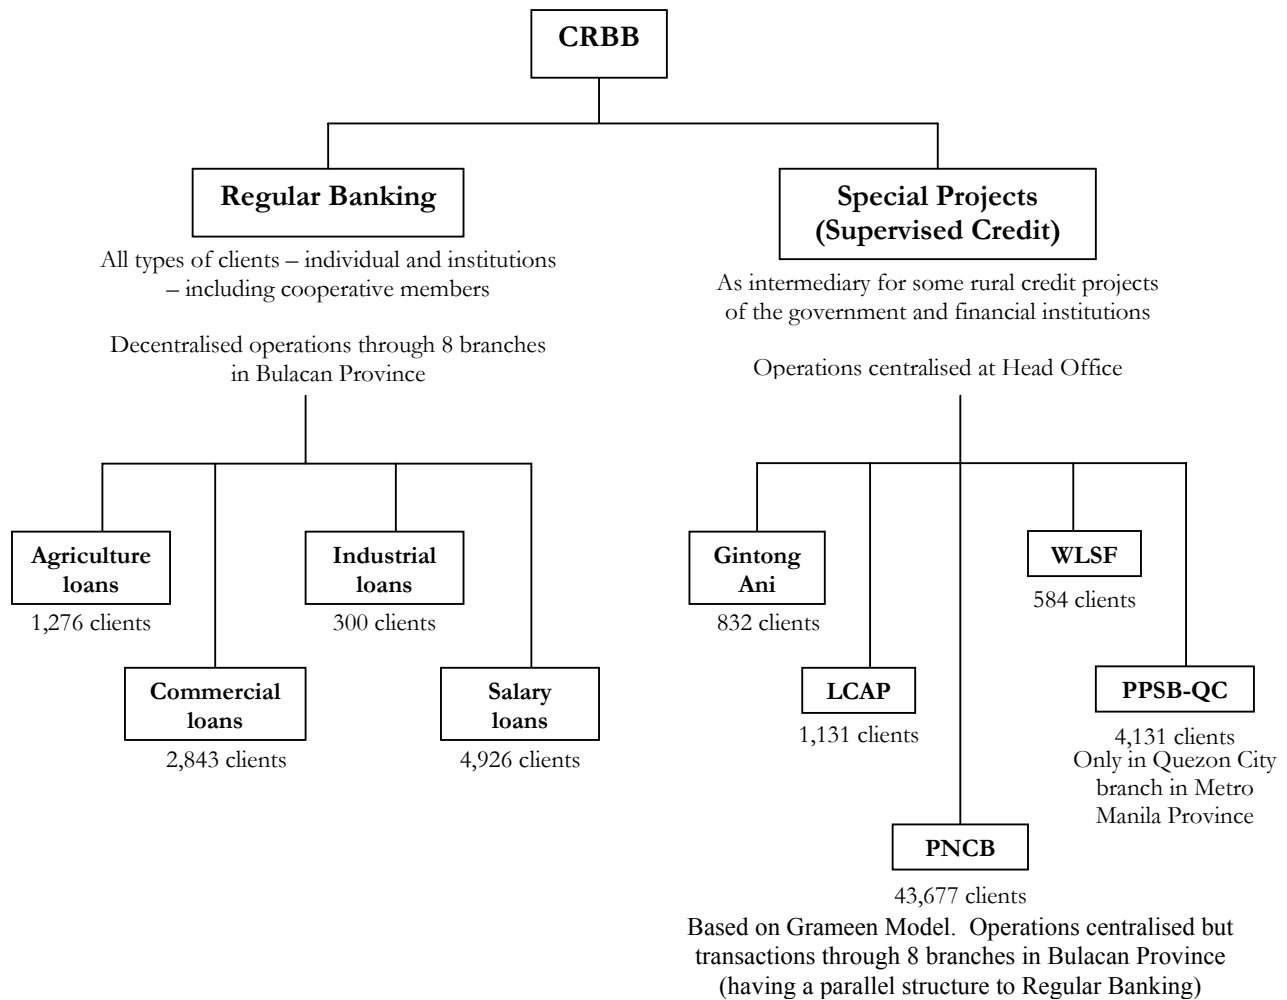 CRBB
Regular Banking
All types of clients – individual and institutions
– including cooperative members
Decentralised operations through 8 branches
in Bulacan Province
Special Projects
(Supervised Credit)
As intermediary for some rural credit projects
of the government and financial institutions
Operations centralised at Head Office
Agriculture
loans
1,276 clients
Commercial
loans
2,843 clients
Industrial
loans
300 clients
Salary
loans
4,926 clients
Gintong
Ani
832 clients
LCAP
1,131 clients
PNCB
43,677 clients
Based on Grameen Model.  Operations centralised but
transactions through 8 branches in Bulacan Province
(having a parallel structure to Regular Banking)
WLSF
584 clients
PPSB-QC
4,131 clients
Only in Quezon City
branch in Metro
Manila Province